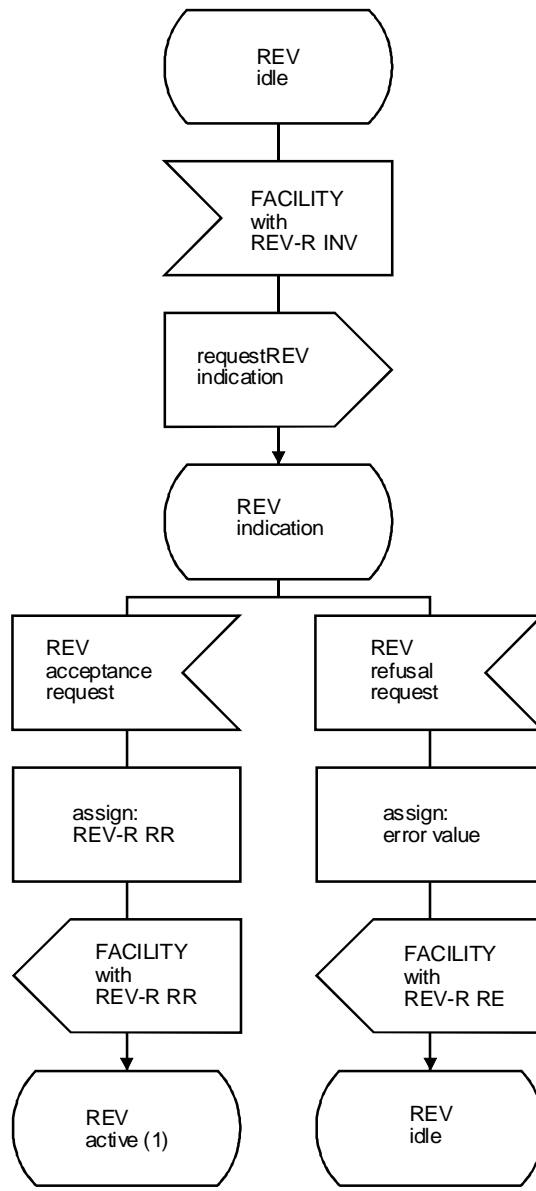 REV
idle
FACILITY
with
REV-R INV
requestREV
indication
REV
indication
REV
acceptance
request
REV
refusal
request
assign:
REV-R RR
assign:
error value
FACILITY
with
REV-R RR
FACILITY
with
REV-R RE
REV
active (1)
REV
idle